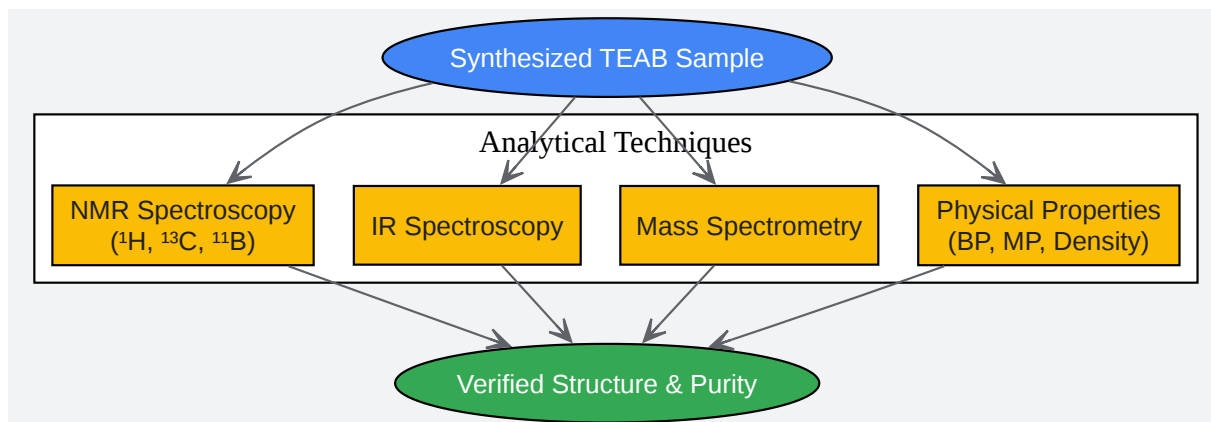 Synthesized TEAB Sample
Analytical Techniques
NMR Spectroscopy
(¹H, ¹³C, ¹¹B)
IR Spectroscopy
Mass Spectrometry
Physical Properties
(BP, MP, Density)
Verified Structure & Purity